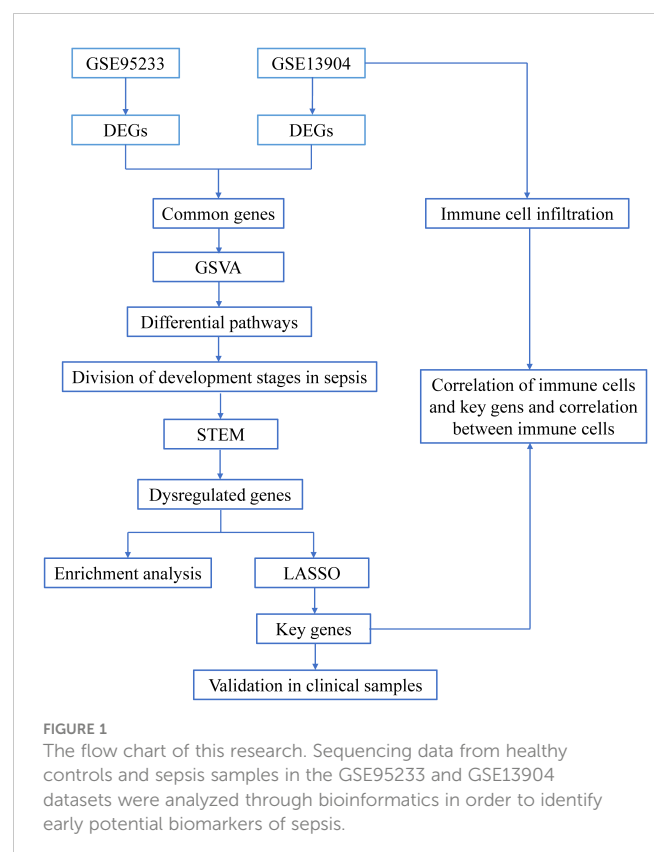 GSE95233
GSE13904
DEGs
DEGs
Common genes
Immune cell infiltration
GSVA
Differential pathways
Division of development stages in sepsis
Correlation of immune cells
and key gens and correlation
between immune cells
STEM
Dysregulated genes
Enrichment analysis
LASSO
Key genes
Validation in clinical samples
FIGURE 1
The flow chart of this research. Sequencing data from healthy
controls and sepsis samples in the GSE95233 and GSE13904
datasets were analyzed through bioinformatics in order to identify
early potential biomarkers of sepsis.